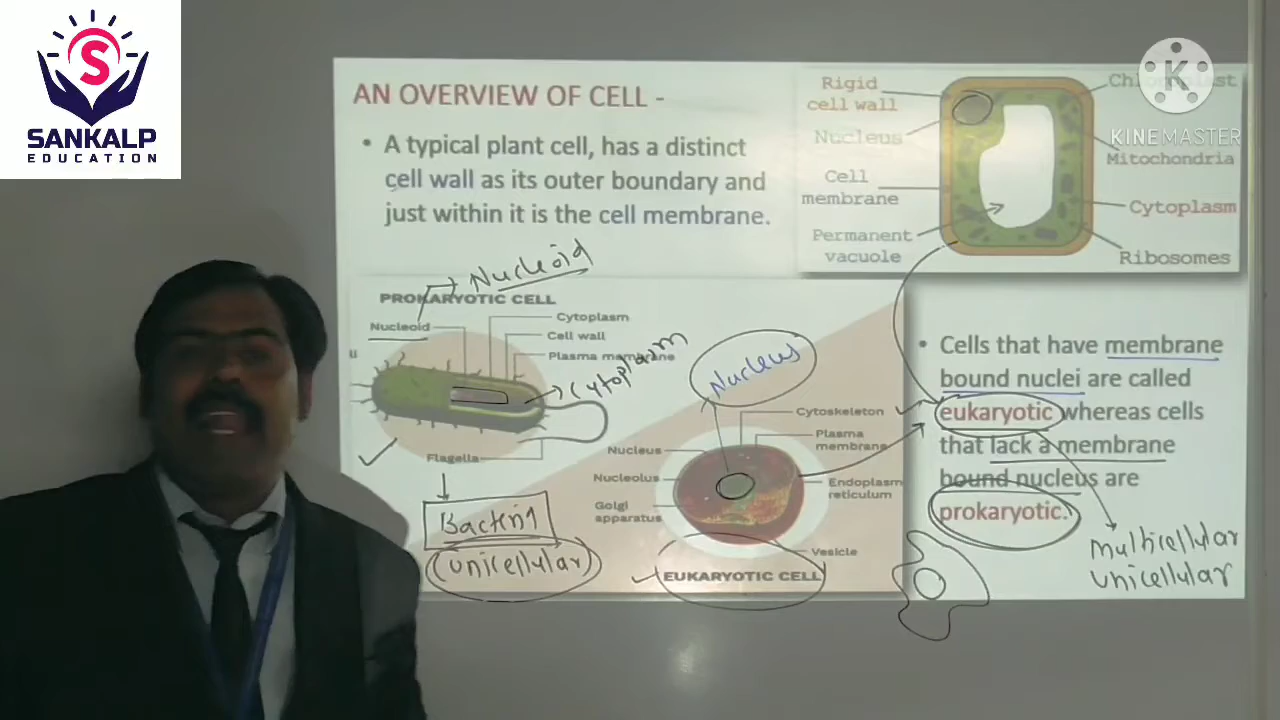 S
SANKALP
EDUCATION
K
KINEMASTER
AN OVERVIEW OF CELL -
• A typical plant cell, has a distinct
cell wall as its outer boundary and
just within it is the cell membrane.
Rigid
cell wall
Nucleus
Cell
membrane
Permanent
vacuole
Mitochondria
Cytoplasm
Ribosomes
Nucleoid
PROKARYOTIC CELL
Nucleoid
Cytoplasm
Cell wall
Plasma membrane
Cytoplasm
Flagella
Bacteria
(Unicellular)
Nucleus
Cytoskeleton
Plasma
membrane
Nucleus
Nucleolus
Golgi
apparatus
Endoplasm
reticulum
Vesicle
EUKARYOTIC CELL
• Cells that have membrane
bound nuclei are called
eukaryotic whereas cells
that lack a membrane
bound nucleus are
prokaryotic.
Multicellular
Unicellular